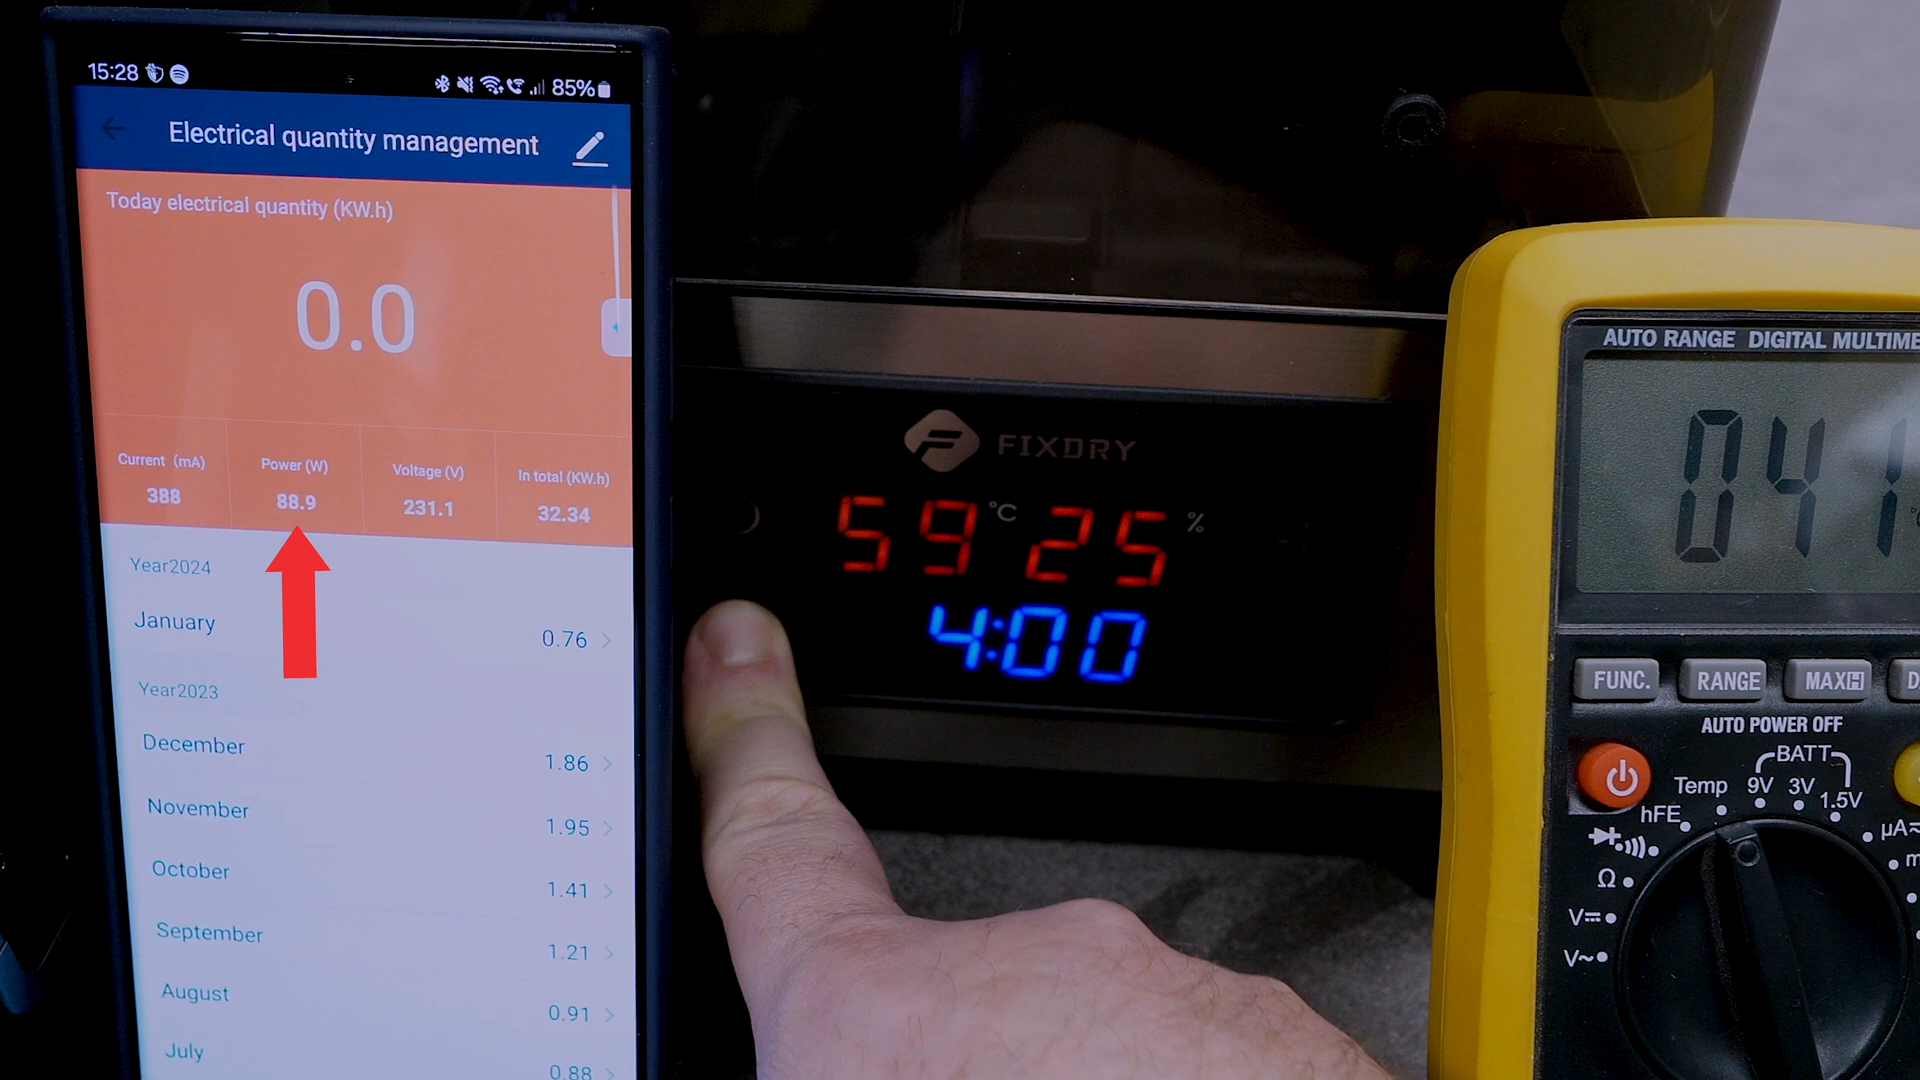 15:28
85%
Electrical quantity management
Today electrical quantity (KW.h)
0.0
Current (mA)
Power (W)
Voltage (V)
In total (KW.h)
388
88.9
231.1
32.34
Year2024
January
0.76
Year2023
December
1.86
November
1.95
October
1.41
September
1.21
August
0.91
July
0.88
FIXDRY
59 °C 25 %
4:00
AUTO RANGE DIGITAL MULTIME
041
FUNC.
RANGE
MAXH
D
AUTO POWER OFF
BATT
Temp
9V
3V
1.5V
hFE
µA
m
Ω
V
V~